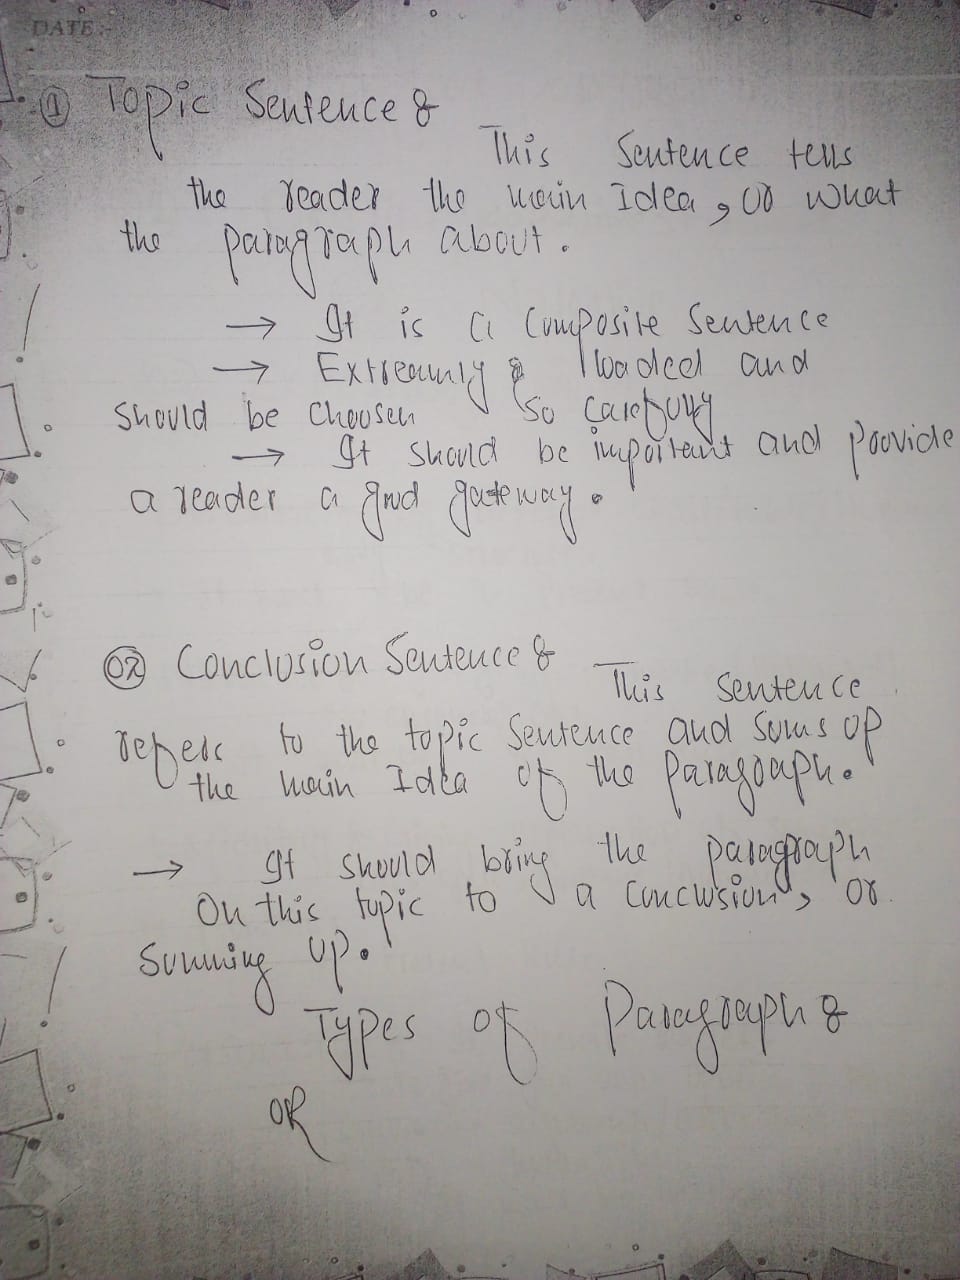 DATE:-
① Topic Sentence :
This Sentence tells
the reader the main Idea, or what
the paragraph about.
→ It is a Composite Sentence
→ Extreamly loaded and
should be choosen so carefully
→ It should be important and provide
a reader a good gateway.
02 Conclusion Sentence :
This Sentence
refers to the topic Sentence and Sums up
the main Idea of the paragraph.
→ It should bring the paragraph
On this topic to a Conclusion, or
Summing up.
Types of Paragraph :
OR